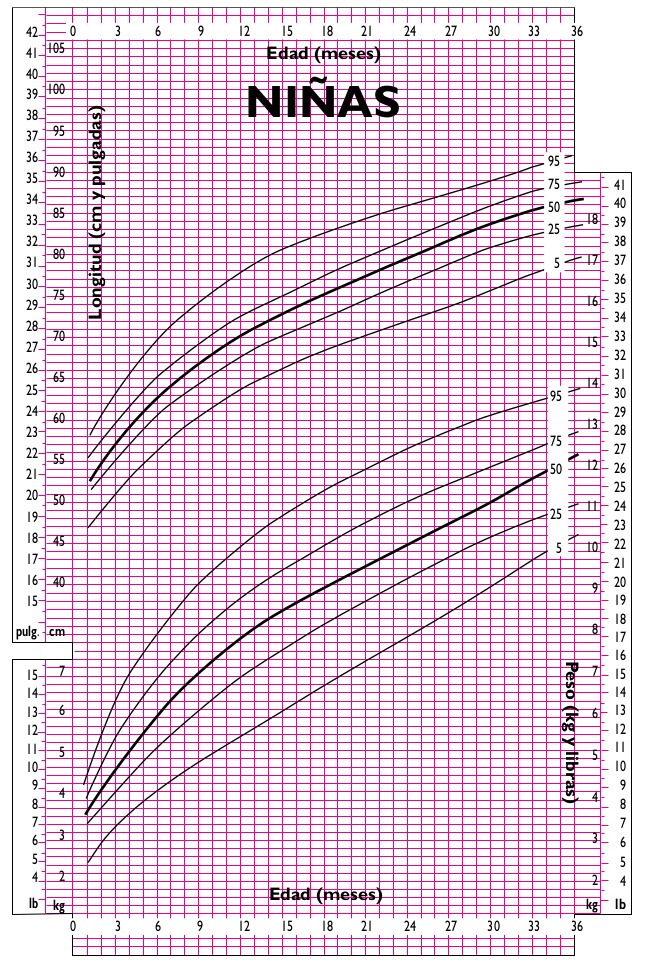 0 3 6 9 12 15 18 21 24 27 30 33 36
Edad (meses)
NIÑAS
Longitud (cm y pulgadas)
42 41 40 39 38 37 36 35 34 33 32 31 30 29 28 27 26 25 24 23 22 21 20 19 18 17 16 15
pulg.
105 100 95 90 85 80 75 70 65 60 55 50 45 40
cm
95
75
50
25
5
95
75
50
25
5
15 14 13 12 11 10 9 8 7 6 5 4
lb
7 6 5 4 3 2
kg
18 17 16 15 14 13 12 11 10 9 8 7 6 5 4 3 2
kg
41 40 39 38 37 36 35 34 33 32 31 30 29 28 27 26 25 24 23 22 21 20 19 18 17 16 15 14 13 12 11 10 9 8 7 6 5 4
lb
Peso (kg y libras)
Edad (meses)
0 3 6 9 12 15 18 21 24 27 30 33 36